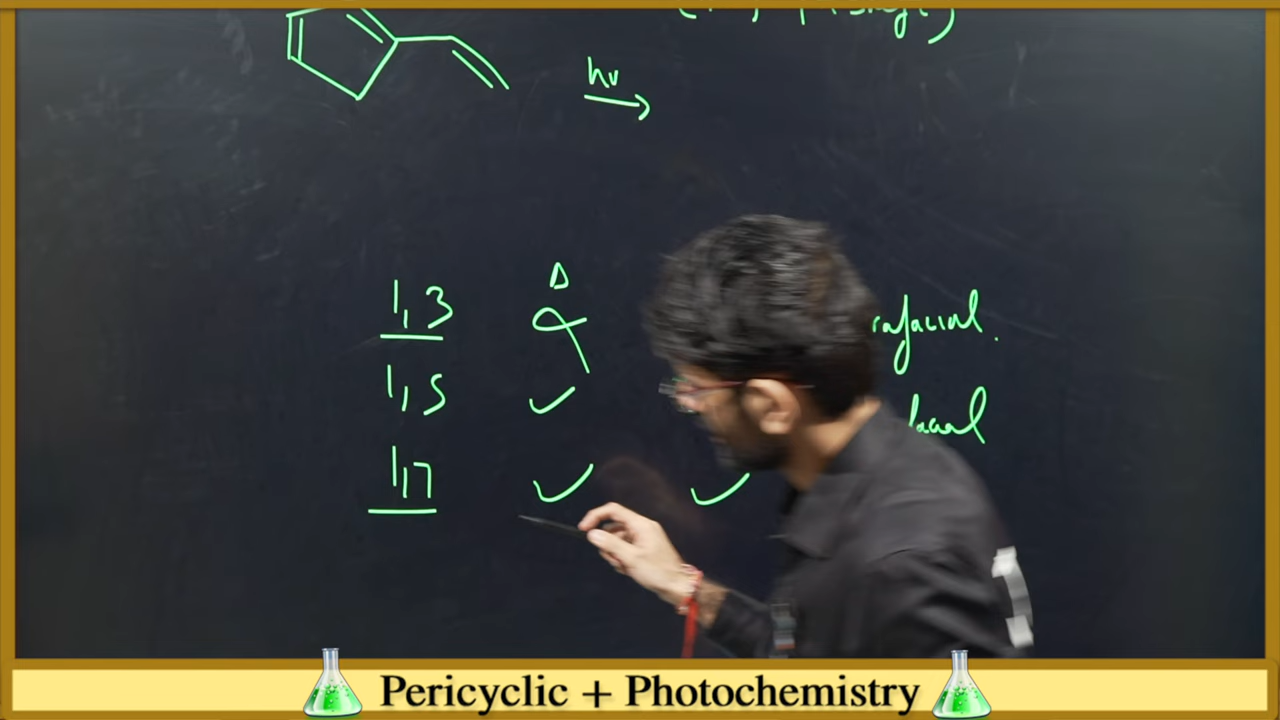 hν
Δ
1,3 rafacial.
1,5 ✓ facial
1,7 ✓ ✓
Pericyclic + Photochemistry